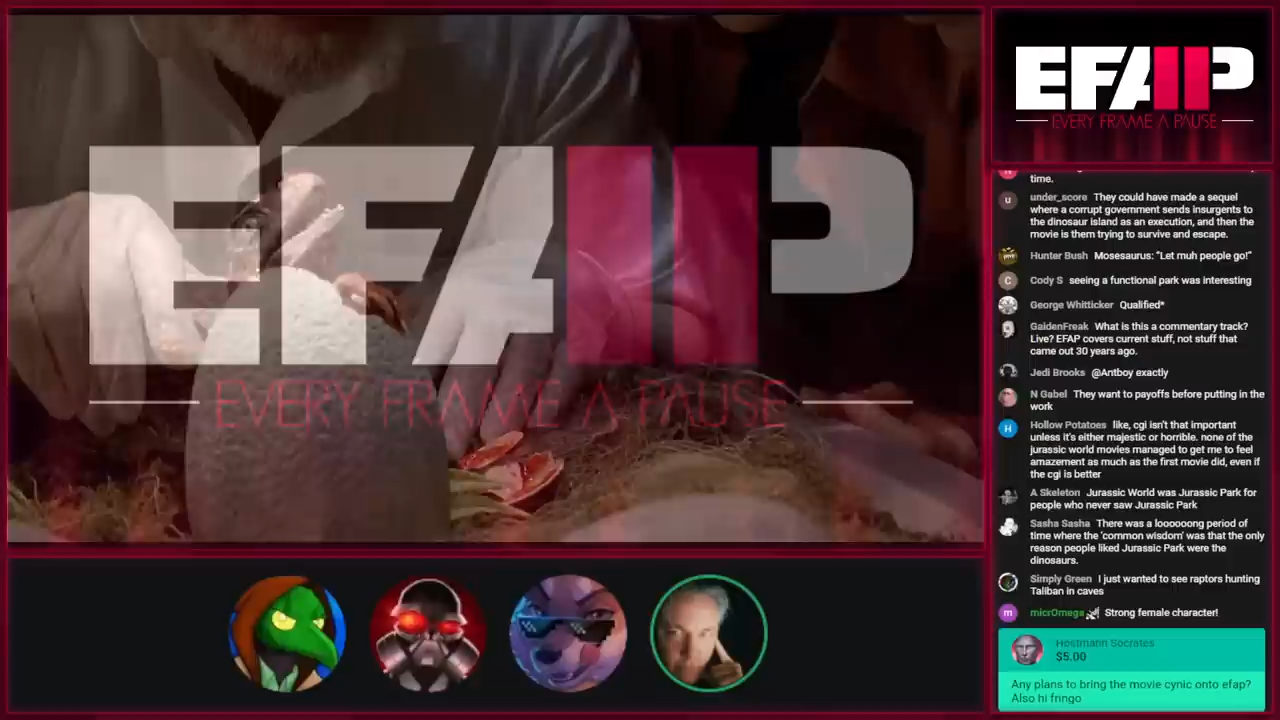 EFAP
EVERY FRAME A PAUSE
EFAP
EVERY FRAME A PAUSE
time.
under_score They could have made a sequel
where a corrupt government sends insurgents to
the dinosaur island as an execution, and then the
movie is them trying to survive and escape.
Hunter Bush Mosesaurus: "Let muh people go!"
C
Cody S seeing a functional park was interesting
George Whitticker Qualified*
GaidenFreak What is this a commentary track?
Live? EFAP covers current stuff, not stuff that
came out 30 years ago.
Jedi Brooks @Antboy exactly
N Gabel They want to payoffs before putting in the
work
H
Hollow Potatoes like, cgi isn't that important
unless it's either majestic or horrible. none of the
jurassic world movies managed to get me to feel
amazement as much as the first movie did, even if
the cgi is better
A Skeleton Jurassic World was Jurassic Park for
people who never saw Jurassic Park
Sasha Sasha There was a loooooong period of
time where the 'common wisdom' was that the only
reason people liked Jurassic Park were the
dinosaurs.
Simply Green I just wanted to see raptors hunting
Taliban in caves
m
micrOmega Strong female character!
Hostmann Socrates
$5.00
Any plans to bring the movie cynic onto efap?
Also hi fringo